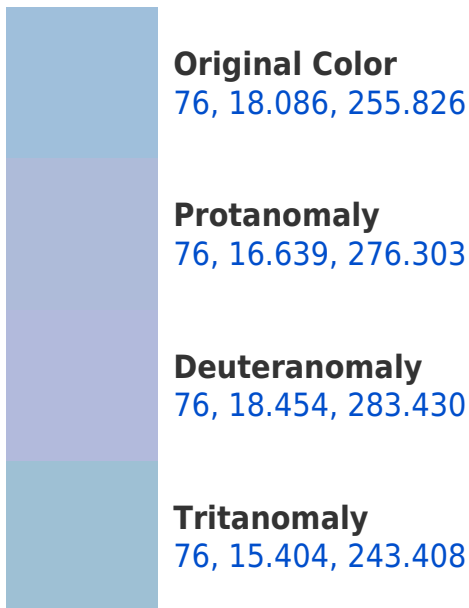 Original Color
76, 18.086, 255.826
Protanomaly
76, 16.639, 276.303
Deuteranomaly
76, 18.454, 283.430
Tritanomaly
76, 15.404, 243.408